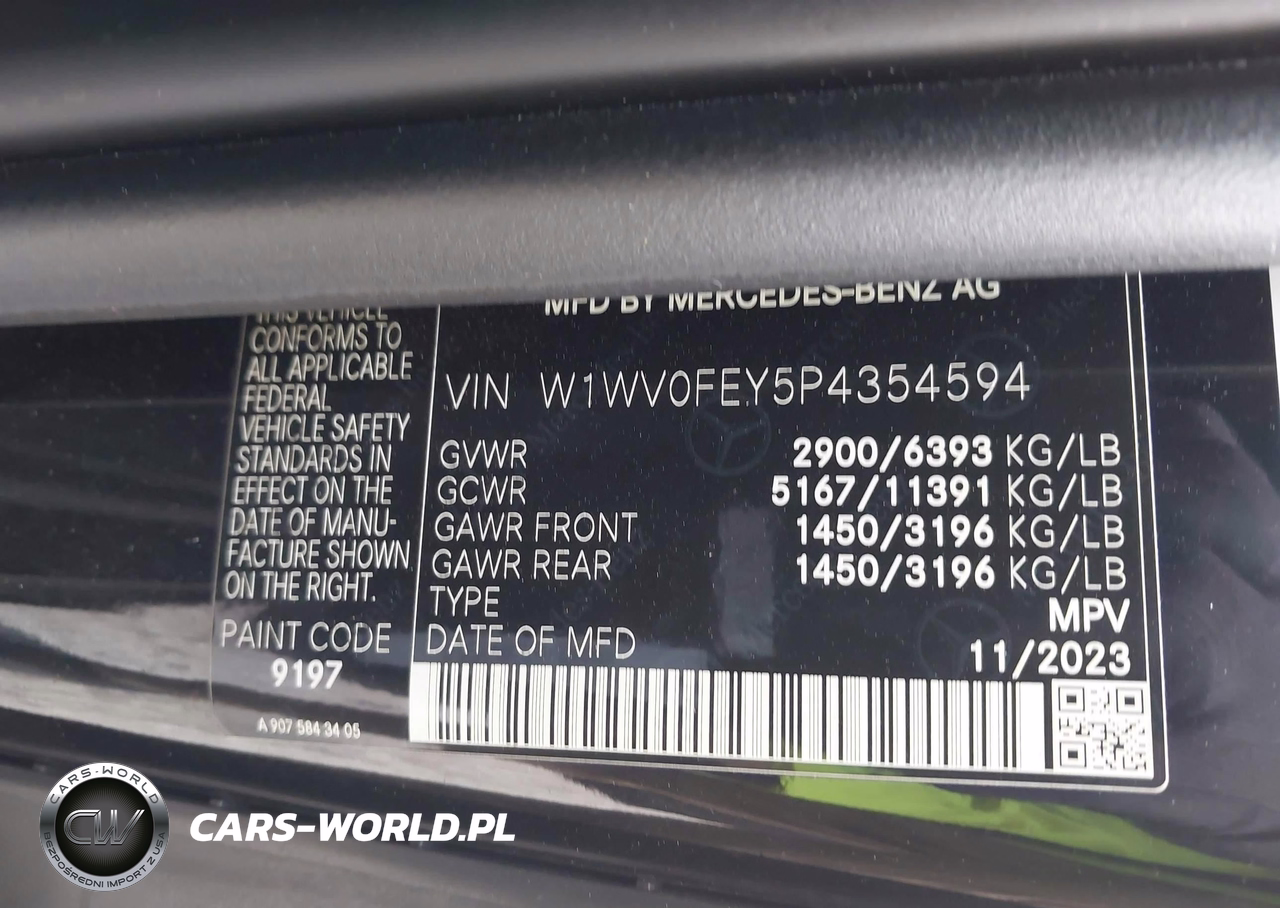 MFD BY MERCEDES-BENZ AG
THIS VEHICLE
CONFORMS TO
ALL APPLICABLE
FEDERAL
VEHICLE SAFETY
STANDARDS IN
EFFECT ON THE
DATE OF MANU-
FACTURE SHOWN
ON THE RIGHT.
PAINT CODE
9197
A 907 584 34 05
VIN W1WV0FEY5P4354594
GVWR 2900/6393 KG/LB
GCWR 5167/11391 KG/LB
GAWR FRONT 1450/3196 KG/LB
GAWR REAR 1450/3196 KG/LB
TYPE MPV
DATE OF MFD 11/2023
CARS-WORLD
CW
BEZPOŚREDNI IMPORT Z USA
CARS-WORLD.PL